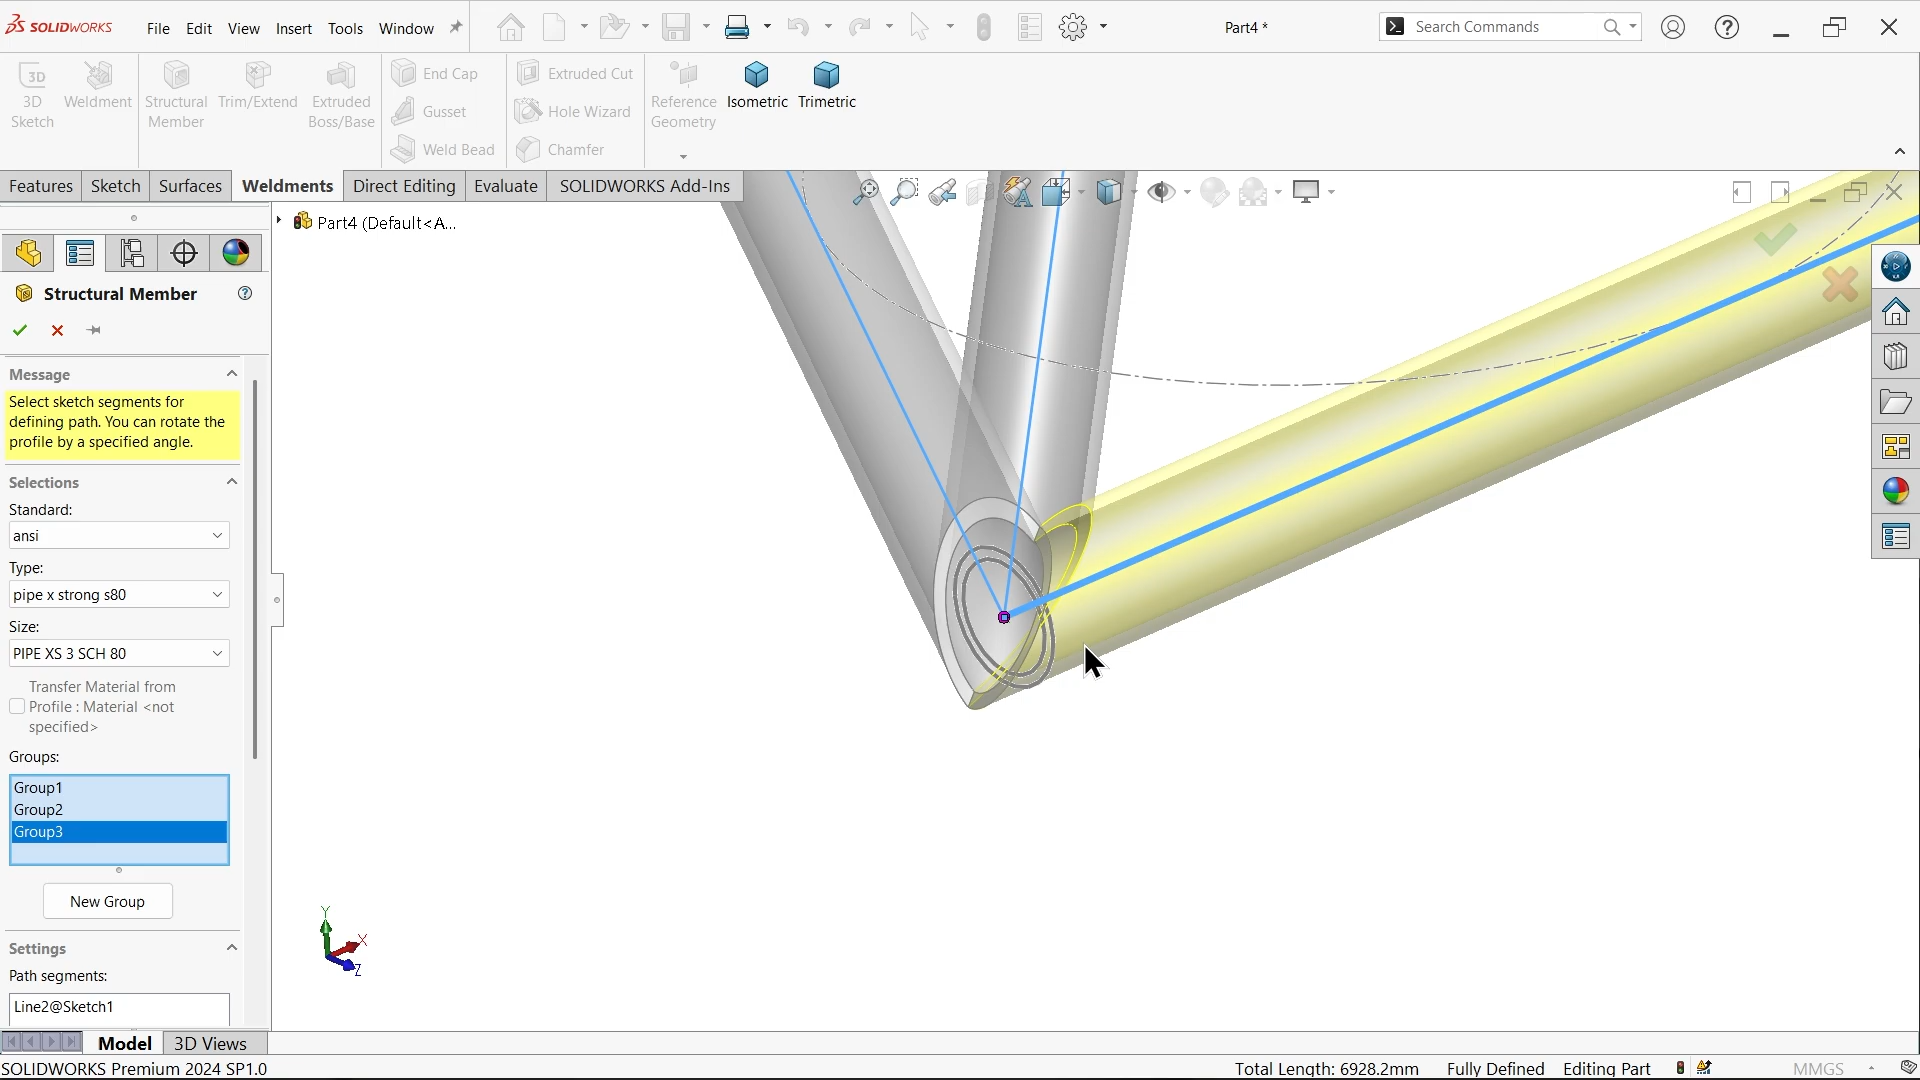 SOLIDWORKS File Edit View Insert Tools Window Part4 * Search Commands
3D Sketch
Weldment
Structural Member
Trim/Extend
Extruded Boss/Base
End Cap
Gusset
Weld Bead
Extruded Cut
Hole Wizard
Chamfer
Reference Geometry
Isometric
Trimetric
Features Sketch Surfaces Weldments Direct Editing Evaluate SOLIDWORKS Add-Ins
Part4 (Default<A...
Structural Member
Message
Select sketch segments for
defining path. You can rotate the
profile by a specified angle.
Selections
Standard:
ansi
Type:
pipe x strong s80
Size:
PIPE XS 3 SCH 80
Transfer Material from
Profile : Material <not
specified>
Groups:
Group1
Group2
Group3
New Group
Settings
Path segments:
Line2@Sketch1
Y
X
Z
Model 3D Views
SOLIDWORKS Premium 2024 SP1.0 Total Length: 6928.2mm Fully Defined Editing Part MMGS